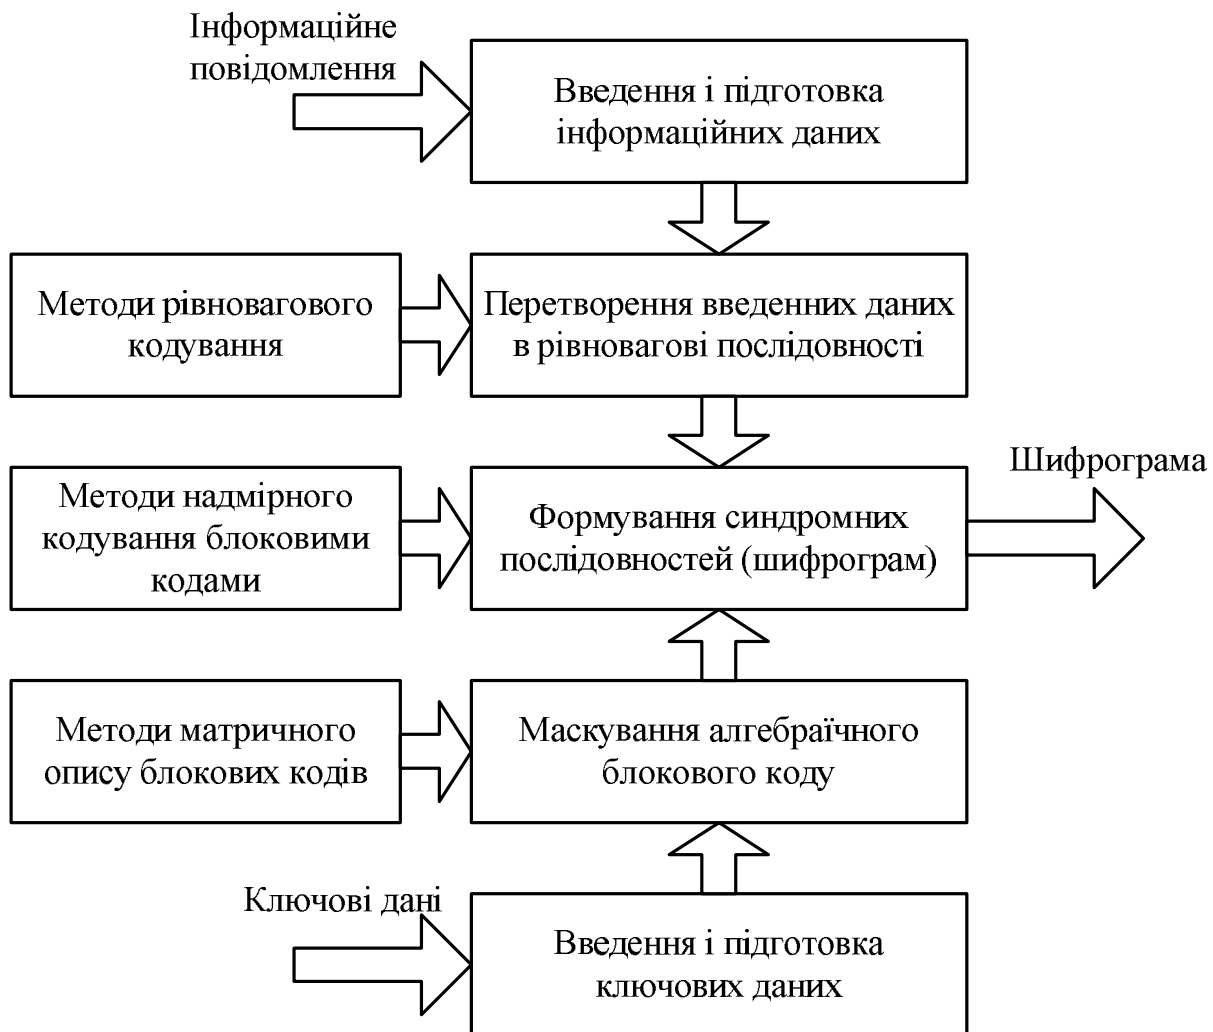 Інформаційне
повідомлення
Введення і підготовка
інформаційних даних
Методи рівновагового
кодування
Перетворення введенних даних
в рівновагові послідовності
Методи надмірного
кодування блоковими
кодами
Формування синдромних
послідовностей (шифрограм)
Шифрограма
Методи матричного
опису блокових кодів
Маскування алгебраїчного
блокового коду
Ключові дані
Введення і підготовка
ключових даних